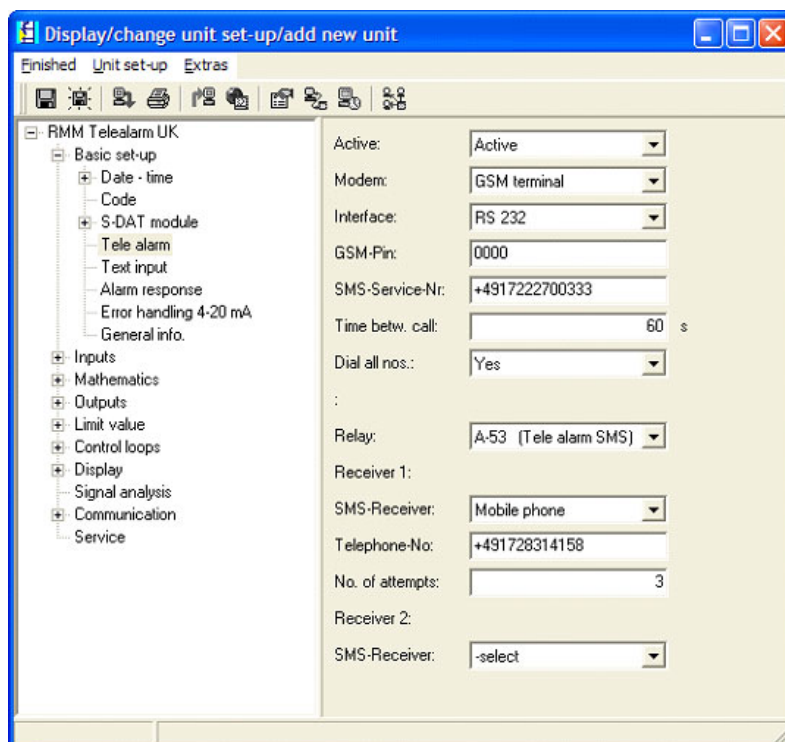 Display/change unit set-up/add new unit
Finished Unit set-up Extras
RMM Telealarm UK
Basic set-up
Date - time
Code
S-DAT module
Tele alarm
Text input
Alarm response
Error handling 4-20 mA
General info.
Inputs
Mathematics
Outputs
Limit value
Control loops
Display
Signal analysis
Communication
Service
Active: Active
Modem: GSM terminal
Interface: RS 232
GSM-Pin: 0000
SMS-Service-Nr: +4917222700333
Time betw. call: 60 s
Dial all nos.: Yes
:
Relay: A-53 (Tele alarm SMS)
Receiver 1:
SMS-Receiver: Mobile phone
Telephone-No: +491728314158
No. of attempts: 3
Receiver 2:
SMS-Receiver: -select